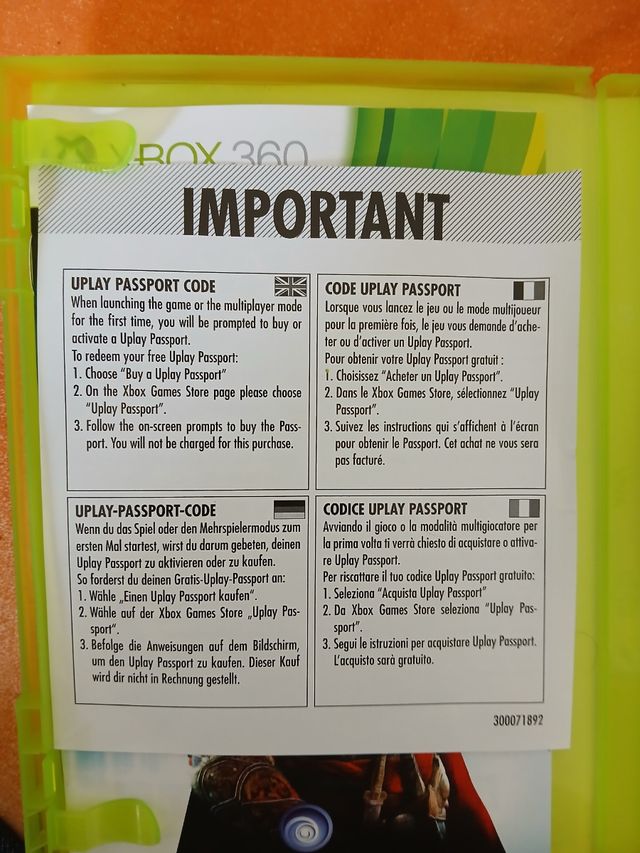 XBOX 360
IMPORTANT
UPLAY PASSPORT CODE
When launching the game or the multiplayer mode
for the first time, you will be prompted to buy or
activate a Uplay Passport.
To redeem your free Uplay Passport:
1. Choose “Buy a Uplay Passport”
2. On the Xbox Games Store page please choose
“Uplay Passport”.
3. Follow the on-screen prompts to buy the Pass-
port. You will not be charged for this purchase.
CODE UPLAY PASSPORT
Lorsque vous lancez le jeu ou le mode multijoueur
pour la première fois, le jeu vous demande d’ache-
ter ou d’activer un Uplay Passport.
Pour obtenir votre Uplay Passport gratuit :
1. Choisissez “Acheter un Uplay Passport”.
2. Dans le Xbox Games Store, sélectionnez “Uplay
Passport”.
3. Suivez les instructions qui s’affichent à l’écran
pour obtenir le Passport. Cet achat ne vous sera
pas facturé.
UPLAY-PASSPORT-CODE
Wenn du das Spiel oder den Mehrspielermodus zum
ersten Mal startest, wirst du darum gebeten, deinen
Uplay Passport zu aktivieren oder zu kaufen.
So forderst du deinen Gratis-Uplay-Passport an:
1. Wähle „Einen Uplay Passport kaufen“.
2. Wähle auf der Xbox Games Store „Uplay Pas-
sport“.
3. Befolge die Anweisungen auf dem Bildschirm,
um den Uplay Passport zu kaufen. Dieser Kauf
wird dir nicht in Rechnung gestellt.
CODICE UPLAY PASSPORT
Avviando il gioco o la modalità multigiocatore per
la prima volta ti verrà chiesto di acquistare o attiva-
re Uplay Passport.
Per riscattare il tuo codice Uplay Passport gratuito:
1. Seleziona “Acquista Uplay Passport”
2. Da Xbox Games Store seleziona “Uplay Pas-
sport”.
3. Segui le istruzioni per acquistare Uplay Passport.
L’acquisto sarà gratuito.
300071892